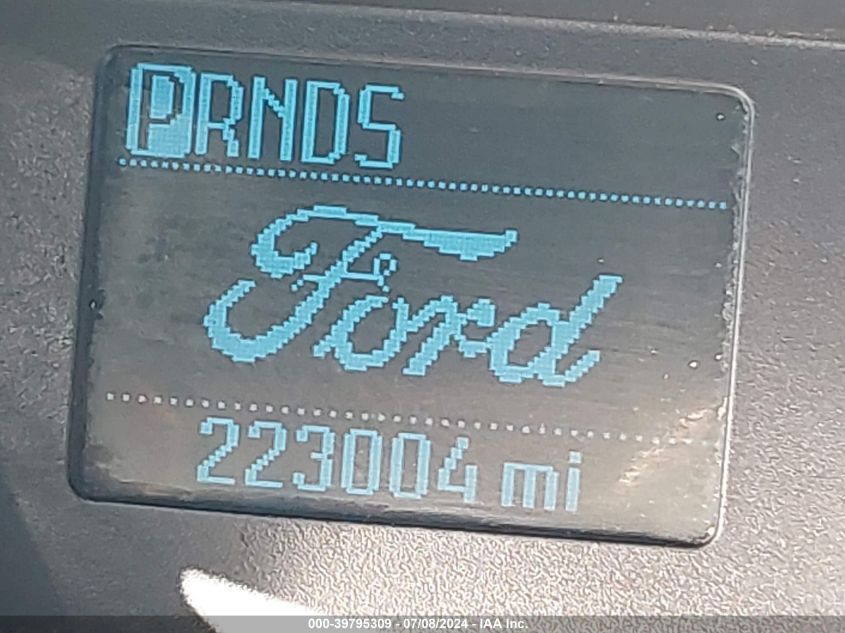 PRNDS
Ford
223004 mi
000-39795309 - 07/08/2024 - IAA Inc.